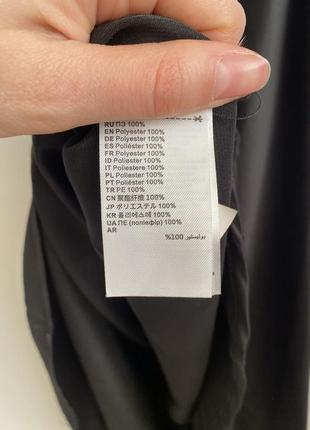 RU ПЭ 100%
EN Polyester 100%
DE Polyester 100%
ES Poliéster 100%
FR Polyester 100%
ID Poliester 100%
IT Poliestere 100%
PL Poliester 100%
PT Poliéster 100%
TR PE 100%
CN 聚酯纤维 100%
JP ポリエステル 100%
KR 폴리에스테 100%
UA ПЕ (поліефір) 100%
AR
بوليستر 100%